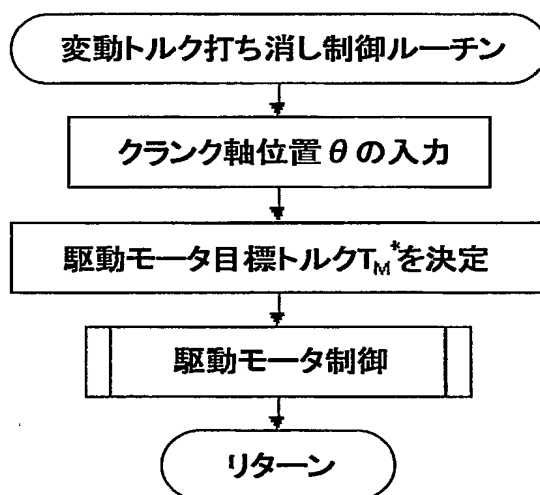 変動トルク打ち消し制御ルーチン
クランク軸位置θの入力
駆動モータ目標トルクT_M^*を決定
駆動モータ制御
リターン